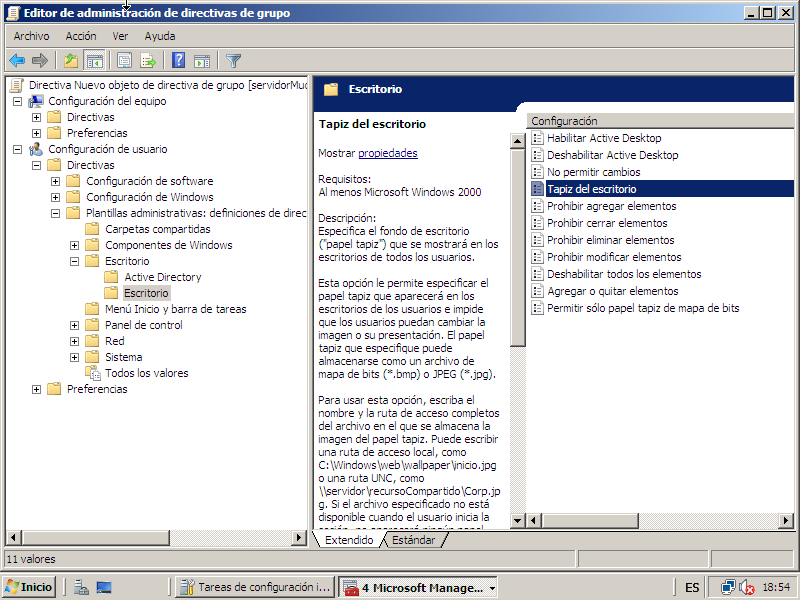 Editor de administración de directivas de grupo
Archivo Acción Ver Ayuda
Directiva Nuevo objeto de directiva de grupo [servidorMuc
Configuración del equipo
Directivas
Preferencias
Configuración de usuario
Directivas
Configuración de software
Configuración de Windows
Plantillas administrativas: definiciones de direc
Carpetas compartidas
Componentes de Windows
Escritorio
Active Directory
Escritorio
Menú Inicio y barra de tareas
Panel de control
Red
Sistema
Todos los valores
Preferencias
Escritorio
Tapiz del escritorio
Mostrar propiedades
Requisitos:
Al menos Microsoft Windows 2000
Descripción:
Especifica el fondo de escritorio
("papel tapiz") que se mostrará en los
escritorios de todos los usuarios.
Esta opción le permite especificar el
papel tapiz que aparecerá en los
escritorios de los usuarios e impide
que los usuarios puedan cambiar la
imagen o su presentación. El papel
tapiz que especifique puede
almacenarse como un archivo de
mapa de bits (*.bmp) o JPEG (*.jpg).
Para usar esta opción, escriba el
nombre y la ruta de acceso completos
del archivo en el que se almacena la
imagen del papel tapiz. Puede escribir
una ruta de acceso local, como
C:\Windows\web\wallpaper\inicio.jpg
o una ruta UNC, como
\\servidor\recursoCompartido\Corp.jp
g. Si el archivo especificado no está
disponible cuando el usuario inicia la
Configuración
Habilitar Active Desktop
Deshabilitar Active Desktop
No permitir cambios
Tapiz del escritorio
Prohibir agregar elementos
Prohibir cerrar elementos
Prohibir eliminar elementos
Prohibir modificar elementos
Deshabilitar todos los elementos
Agregar o quitar elementos
Permitir sólo papel tapiz de mapa de bits
Extendido Estándar
11 valores
Inicio
Tareas de configuración i...
4 Microsoft Manage...
ES
18:54